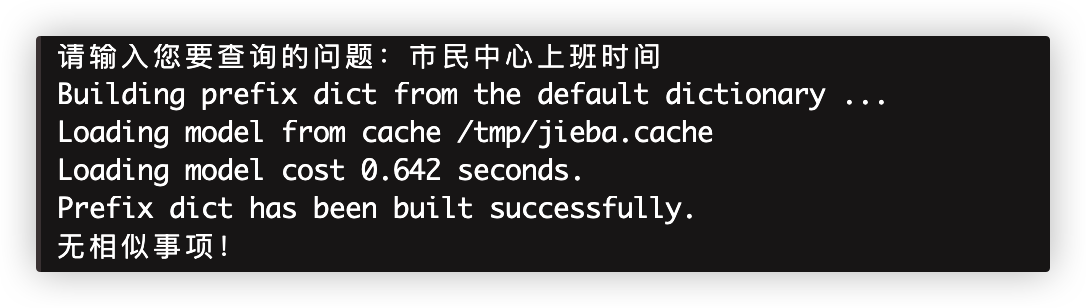 请输入您要查询的问题：市民中心上班时间
Building prefix dict from the default dictionary ...
Loading model from cache /tmp/jieba.cache
Loading model cost 0.642 seconds.
Prefix dict has been built successfully.
无相似事项！